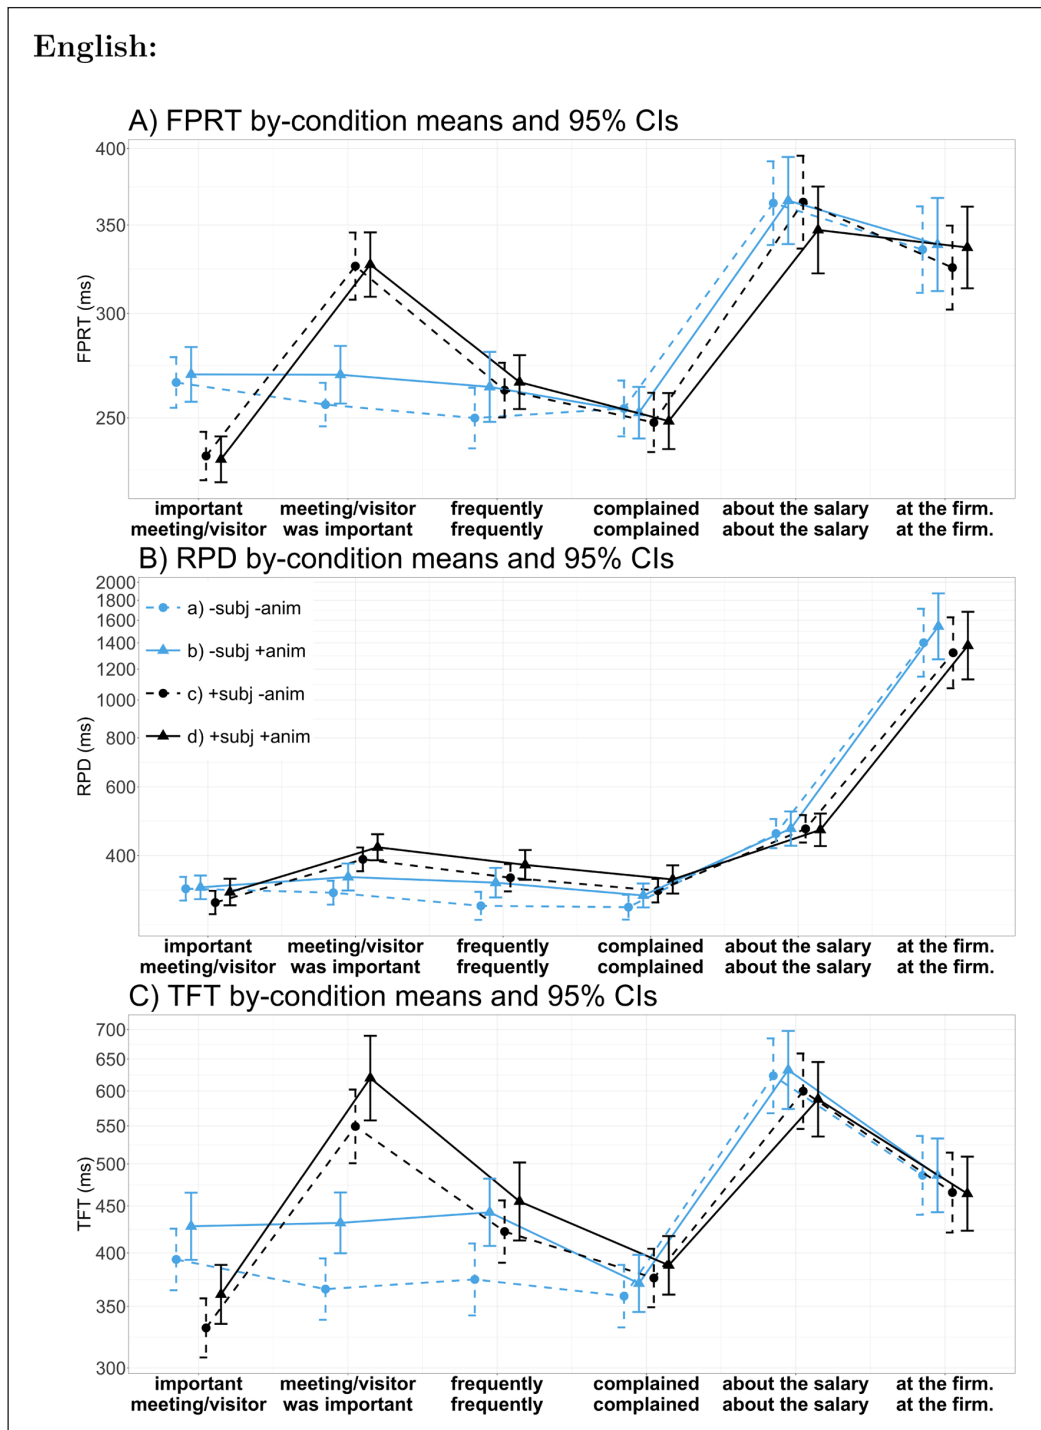 English:
A) FPRT by-condition means and 95% CIs
400
350
300
250
FPRT (ms)
important meeting/visitor frequently complained about the salary at the firm.
meeting/visitor was important frequently complained about the salary at the firm.
B) RPD by-condition means and 95% CIs
2000
1800
1600
1400
1200
1000
800
600
400
RPD (ms)
a) -subj -anim
b) -subj +anim
c) +subj -anim
d) +subj +anim
important meeting/visitor frequently complained about the salary at the firm.
meeting/visitor was important frequently complained about the salary at the firm.
C) TFT by-condition means and 95% CIs
700
650
600
550
500
450
400
350
300
TFT (ms)
important meeting/visitor frequently complained about the salary at the firm.
meeting/visitor was important frequently complained about the salary at the firm.